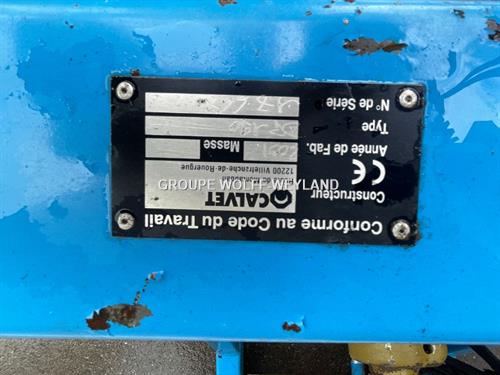 Conforme au Code du Travail
Constructeur
CALVET
12200 Villefranche-de-Rouergue
CE
Année de Fab.
Masse
Type
N° de Série
GROUPE WOLFF-WEYLAND